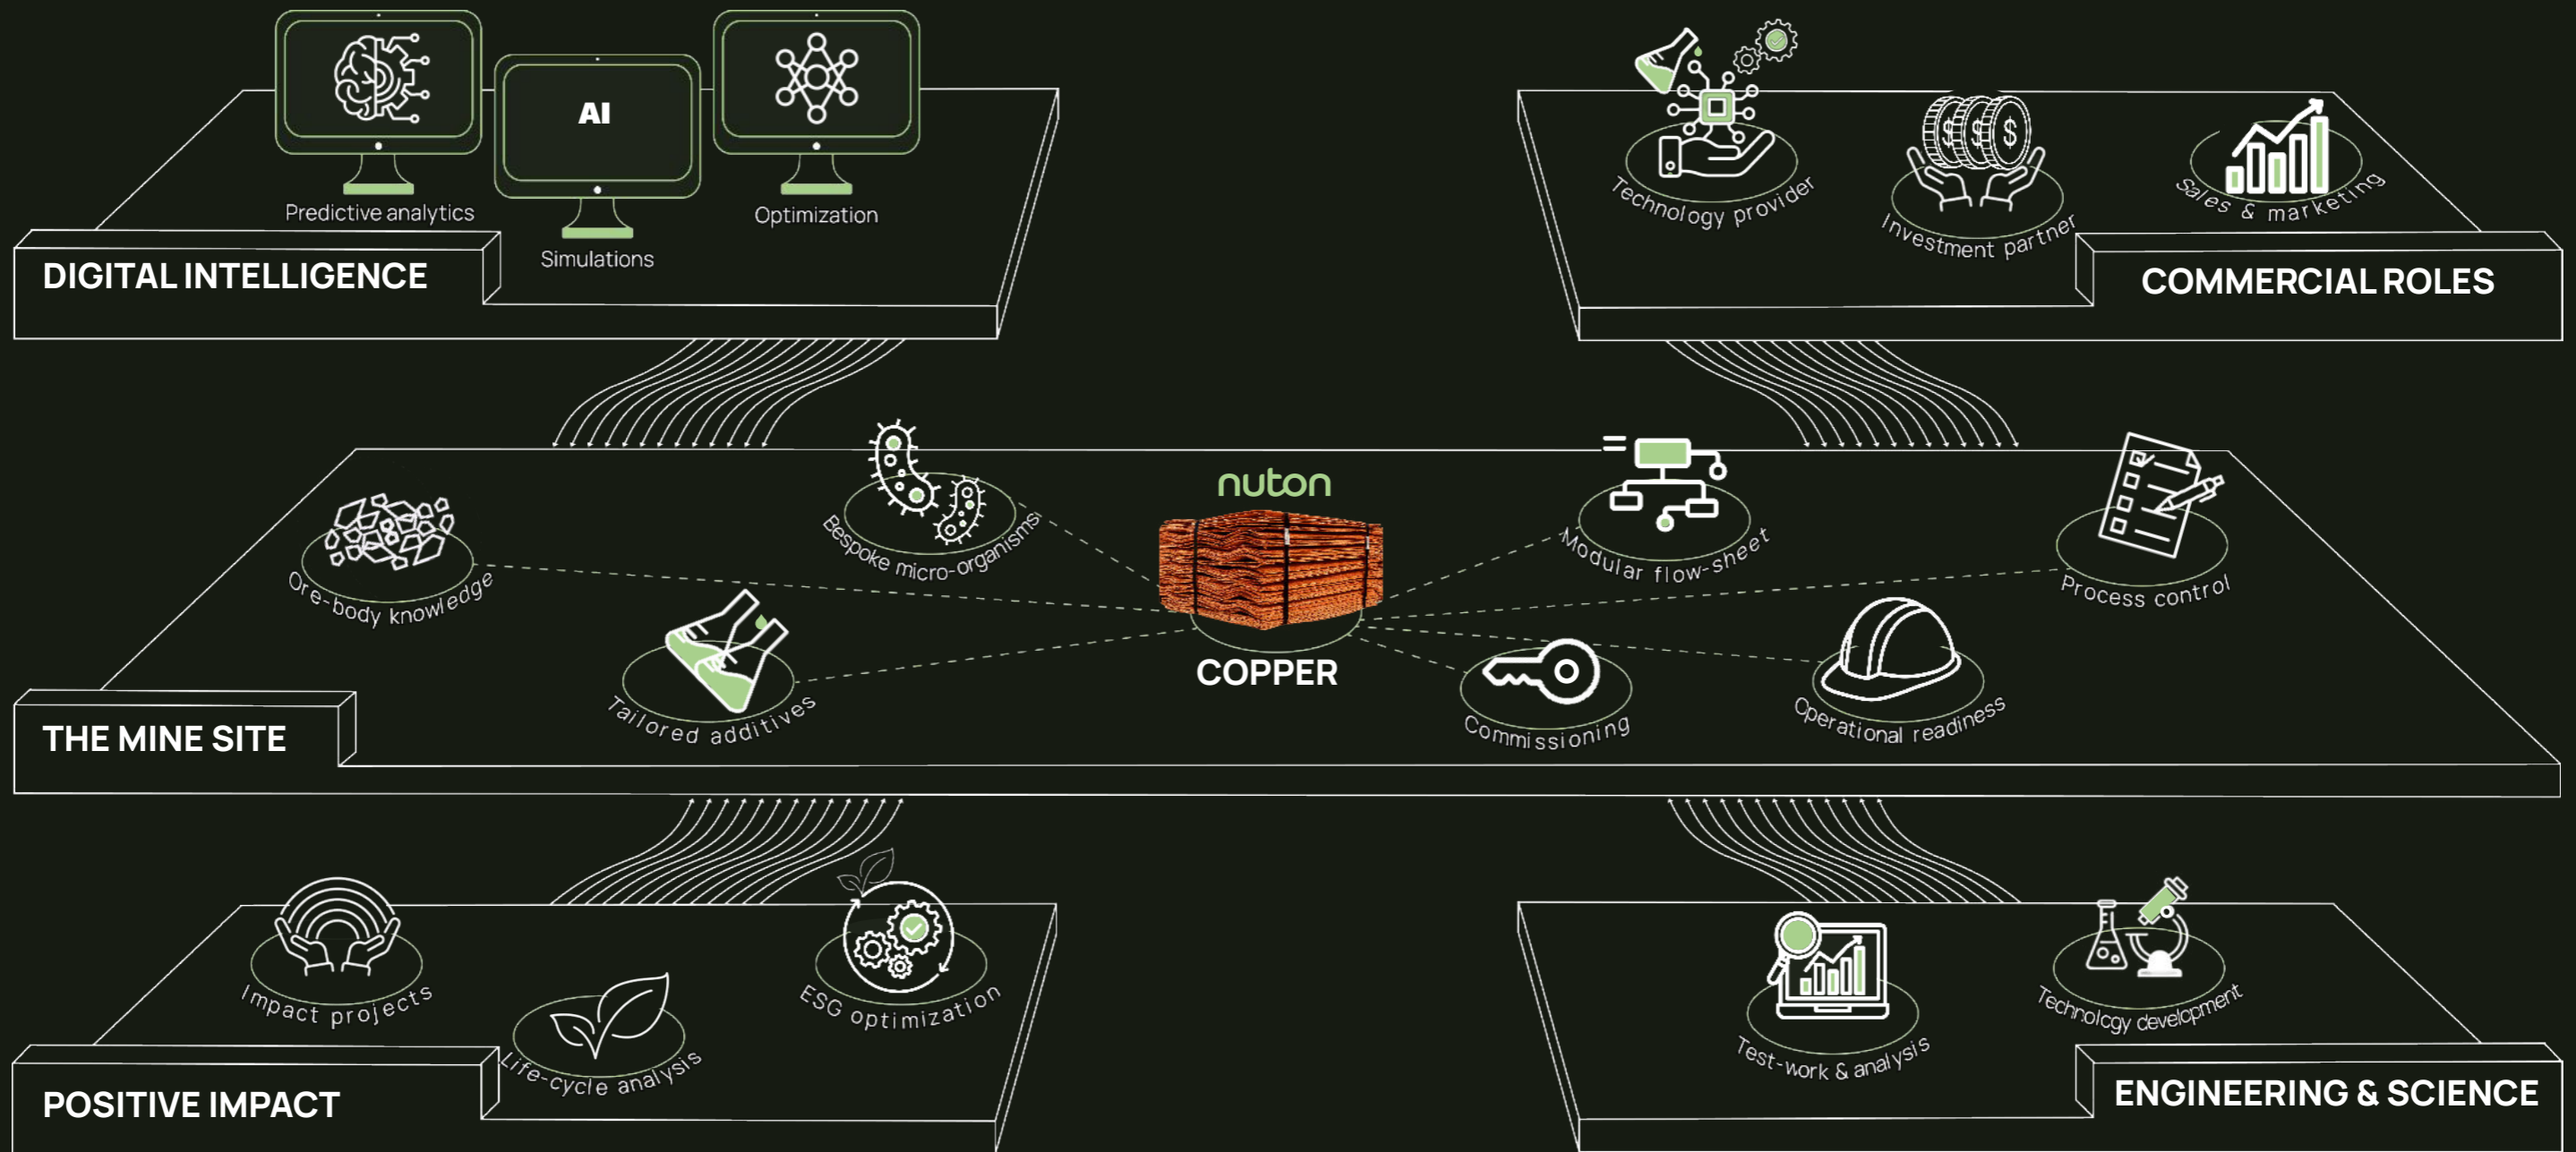 AI
Predictive analytics
Simulations
Optimization
DIGITAL INTELLIGENCE
Technology provider
Investment partner
Sales & marketing
COMMERCIAL ROLES
Ore-body knowledge
Bespoke micro-organisms
Tailored additives
nuton
COPPER
Modular flow-sheet
Process control
Commissioning
Operational readiness
THE MINE SITE
Impact projects
Life-cycle analysis
ESG optimization
POSITIVE IMPACT
Test-work & analysis
Technolcgy development
ENGINEERING & SCIENCE